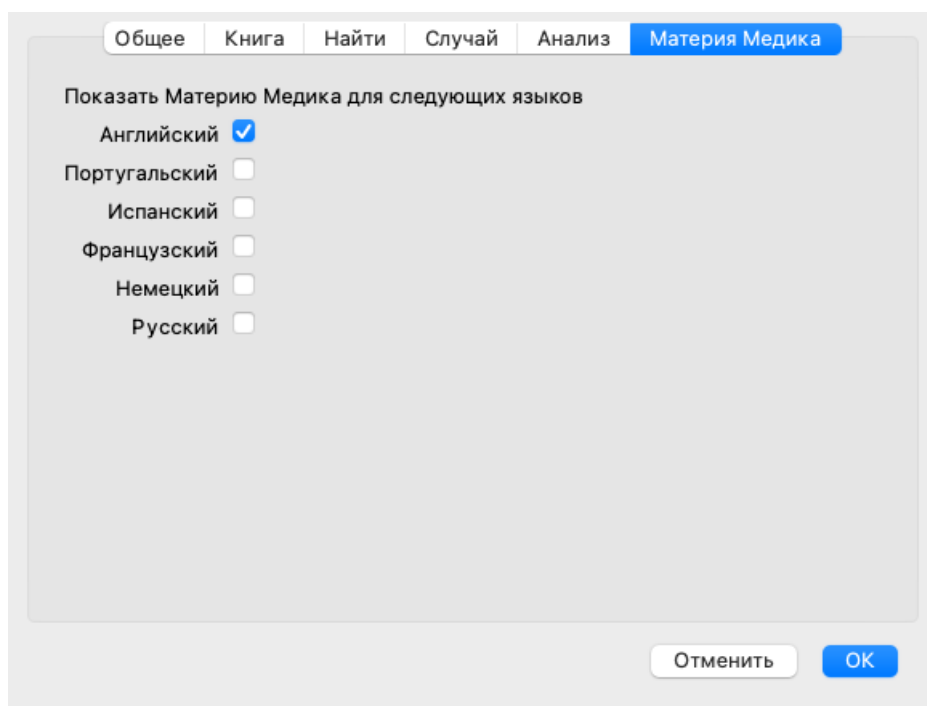 Общее Книга Найти Случай Анализ Материя Медика
Показать Материю Медика для следующих языков
Английский
Португальский
Испанский
Французский
Немецкий
Русский
Отменить OK